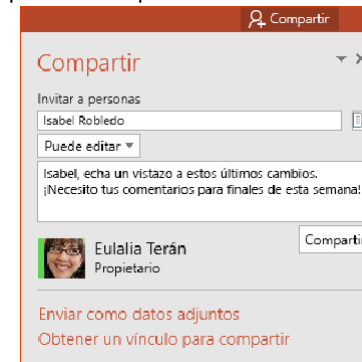 Compartir
Compartir
Invitar a personas
Isabel Robledo
Puede editar
Isabel, echa un vistazo a estos últimos cambios.
¡Necesito tus comentarios para finales de esta semana!
Comparti
Eulalia Terán
Propietario
Enviar como datos adjuntos
Obtener un vínculo para compartir